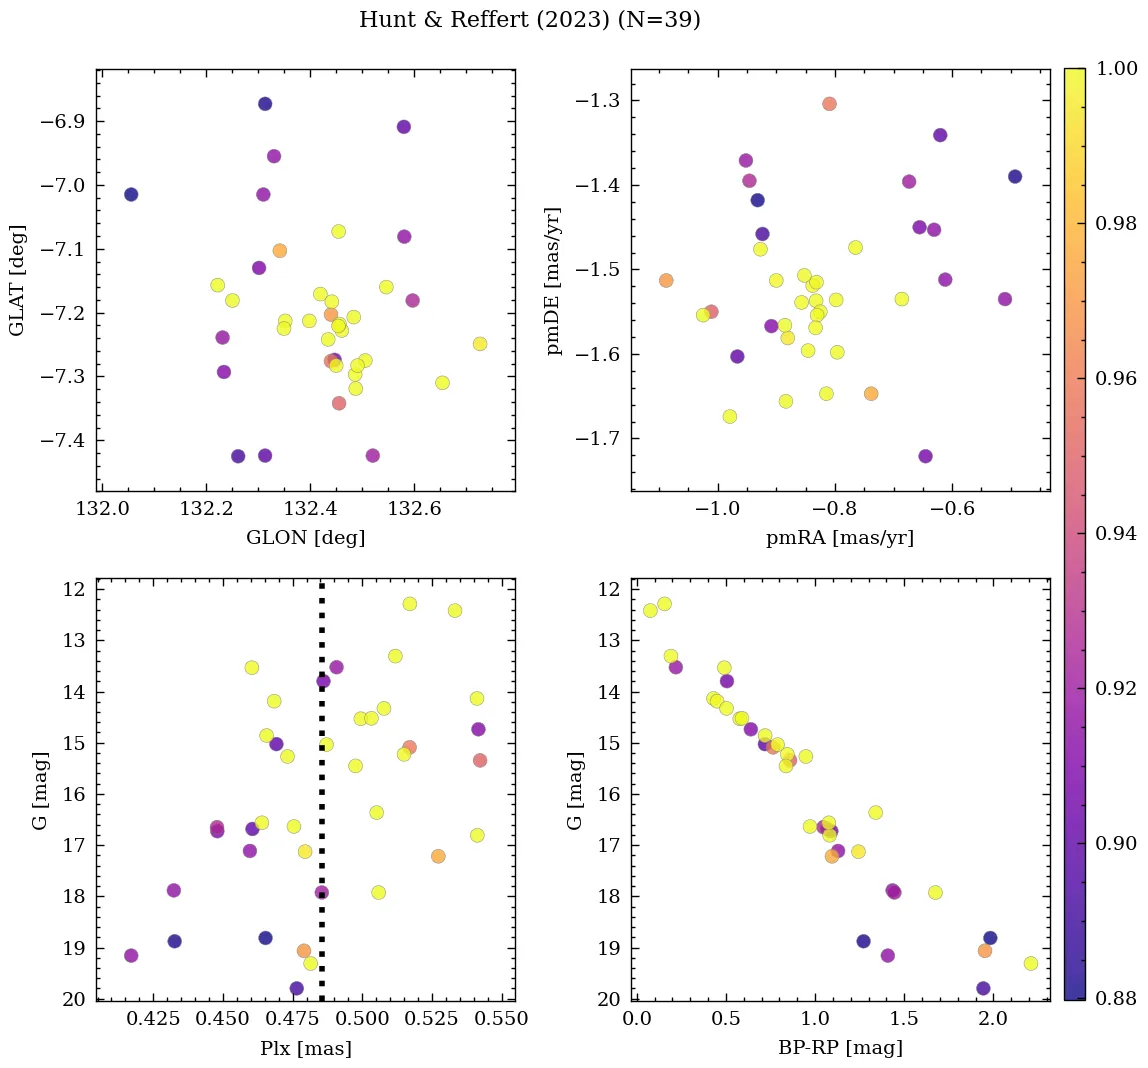 Hunt & Reffert (2023) (N=39)
−6.9
−7.0
−7.1
−7.2
−7.3
−7.4
GLAT [deg]
132.0 132.2 132.4 132.6
GLON [deg]
−1.3
−1.4
−1.5
−1.6
−1.7
pmDE [mas/yr]
−1.0 −0.8 −0.6
pmRA [mas/yr]
12
13
14
15
16
17
18
19
20
G [mag]
0.425 0.450 0.475 0.500 0.525 0.550
Plx [mas]
12
13
14
15
16
17
18
19
20
G [mag]
0.0 0.5 1.0 1.5 2.0
BP-RP [mag]
1.00
0.98
0.96
0.94
0.92
0.90
0.88